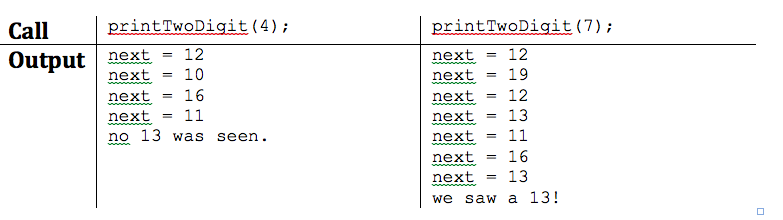 Call printTwoDigit(4); printTwoDigit(7);
Output next = 12 next = 12
next = 10 next = 19
next = 16 next = 12
next = 11 next = 13
no 13 was seen. next = 11
next = 16
next = 13
we saw a 13!